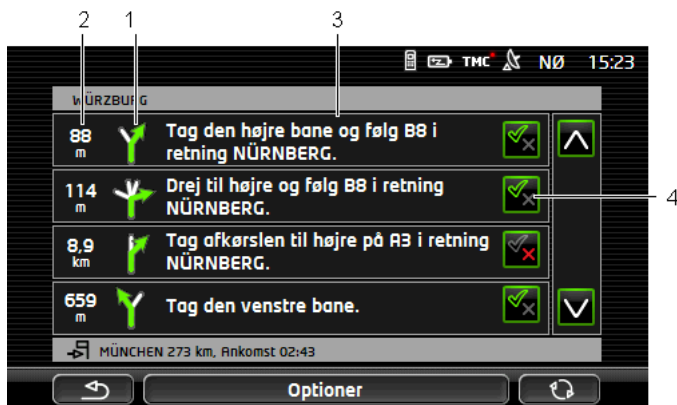 2 1 3
TMC NØ 15:23
WÜRZBURG
88 m
Tag den højre bane og følg B8 i
retning NÜRNBERG.
114 m
Drej til højre og følg B8 i retning
NÜRNBERG.
4
8,9 km
Tag afkørslen til højre på A3 i retning
NÜRNBERG.
659 m
Tag den venstre bane.
MÜNCHEN 273 km, Ankomst 02:43
Optioner